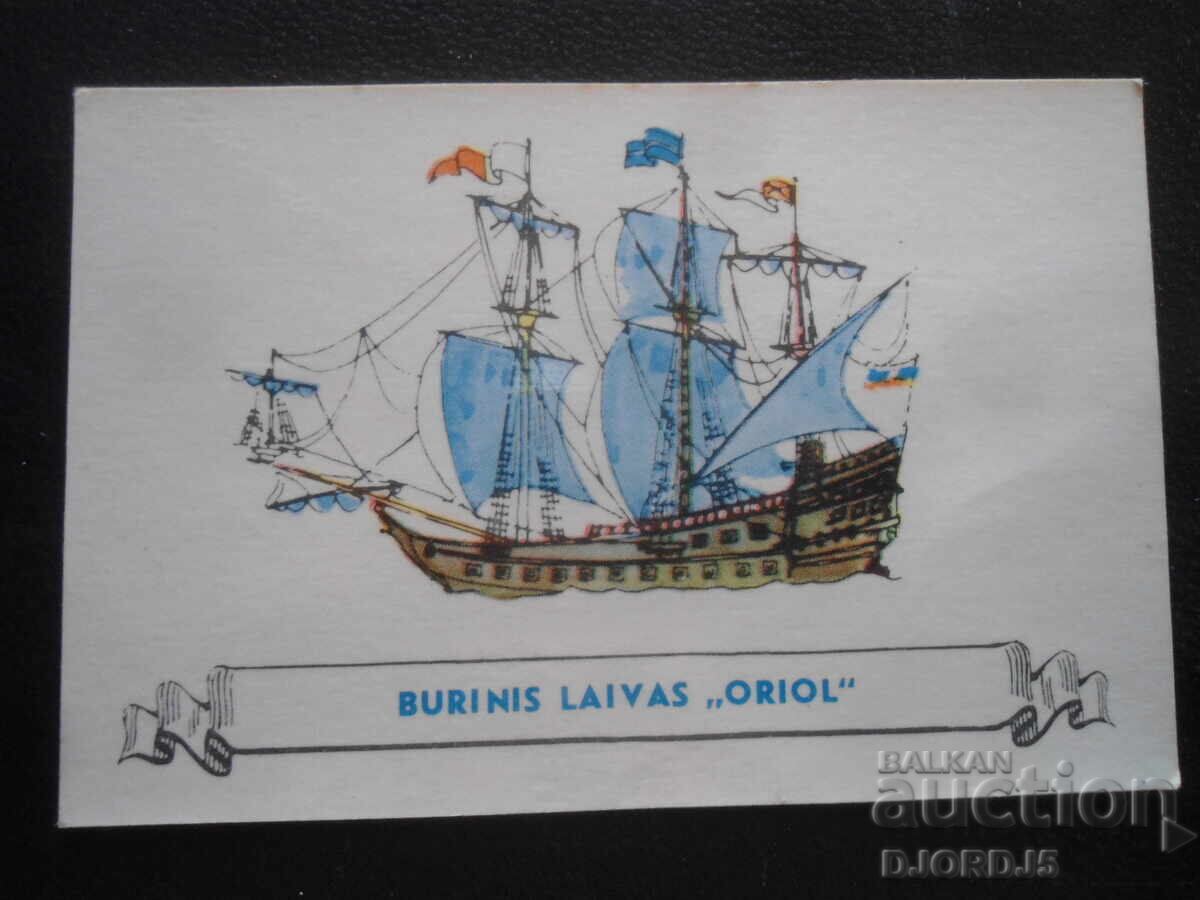 BURINIS LAIVAS „ORIOL“
BALKAN
auction
DJORDJ5